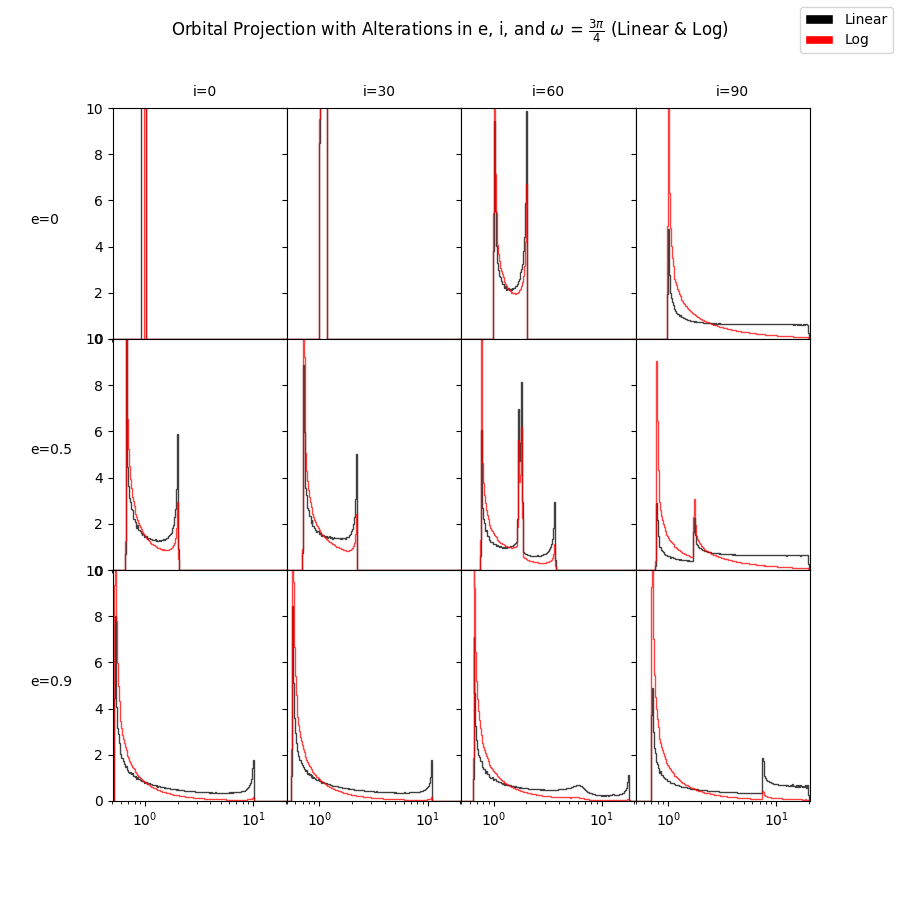 Orbital Projection with Alterations in e, i, and ω = 3π/4 (Linear & Log)
Linear
Log
i=0 i=30 i=60 i=90
10
8
6
4
2
0
e=0
10
8
6
4
2
0
e=0.5
10
8
6
4
2
0
e=0.9
10⁰ 10¹ 10⁰ 10¹ 10⁰ 10¹ 10⁰ 10¹